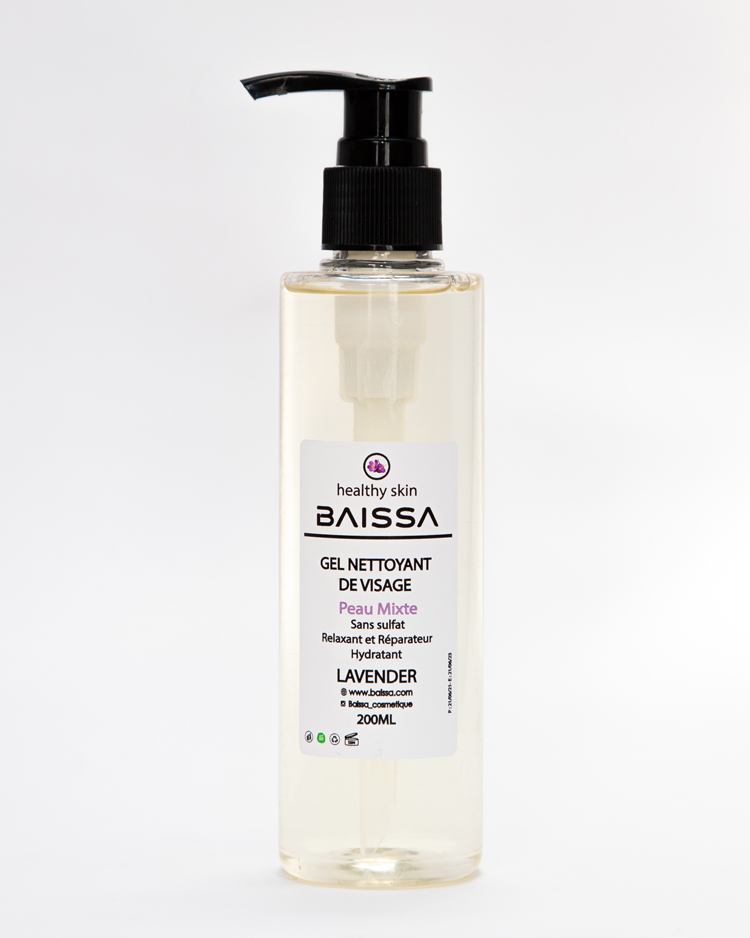 healthy skin
BAISSA
GEL NETTOYANT
DE VISAGE
Peau Mixte
Sans sulfat
Relaxant et Réparateur
Hydratant
LAVENDER
www.baissa.com
Baissa_cosmetique
200ML